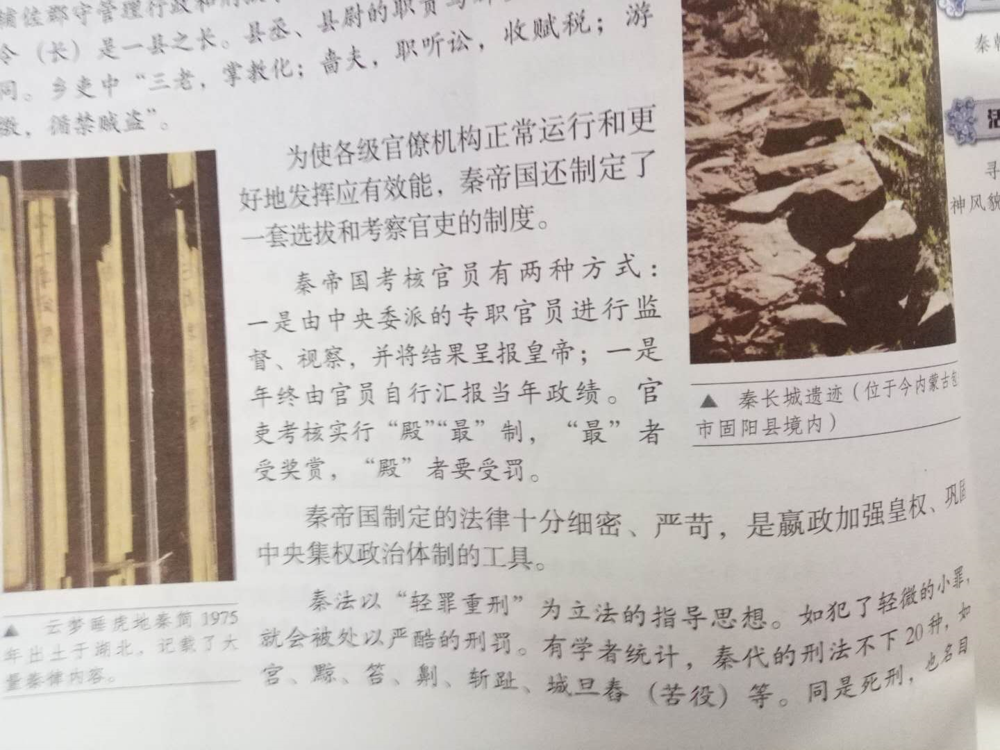 辅佐郡守管理行政和
令（长）是一县之长。县丞、县尉的职责与
同。乡吏中“三老，掌教化；啬夫，职听讼，收赋税；游
徼，循禁贼盗”。
为使各级官僚机构正常运行和更
好地发挥应有效能，秦帝国还制定了
一套选拔和考察官吏的制度。
秦帝国考核官员有两种方式：
一是由中央委派的专职官员进行监
督、视察，并将结果呈报皇帝；一是
年终由官员自行汇报当年政绩。官
吏考核实行“殿”“最”制，“最”者
受奖赏，“殿”者要受罚。
秦帝国制定的法律十分细密、严苛，是嬴政加强皇权、巩固
中央集权政治体制的工具。
秦法以“轻罪重刑”为立法的指导思想。如犯了轻微的小罪，
就会被处以严酷的刑罚。有学者统计，秦代的刑法不下20种，如
宫、黥、笞、劓、斩趾、城旦舂（苦役）等。同是死刑，也名目
▲ 云梦睡虎地秦简 1975
年出土于湖北。记载了大
量秦律内容。
▲ 秦长城遗迹（位于今内蒙古包
市固阳县境内）
秦朝
活
寻
神风貌